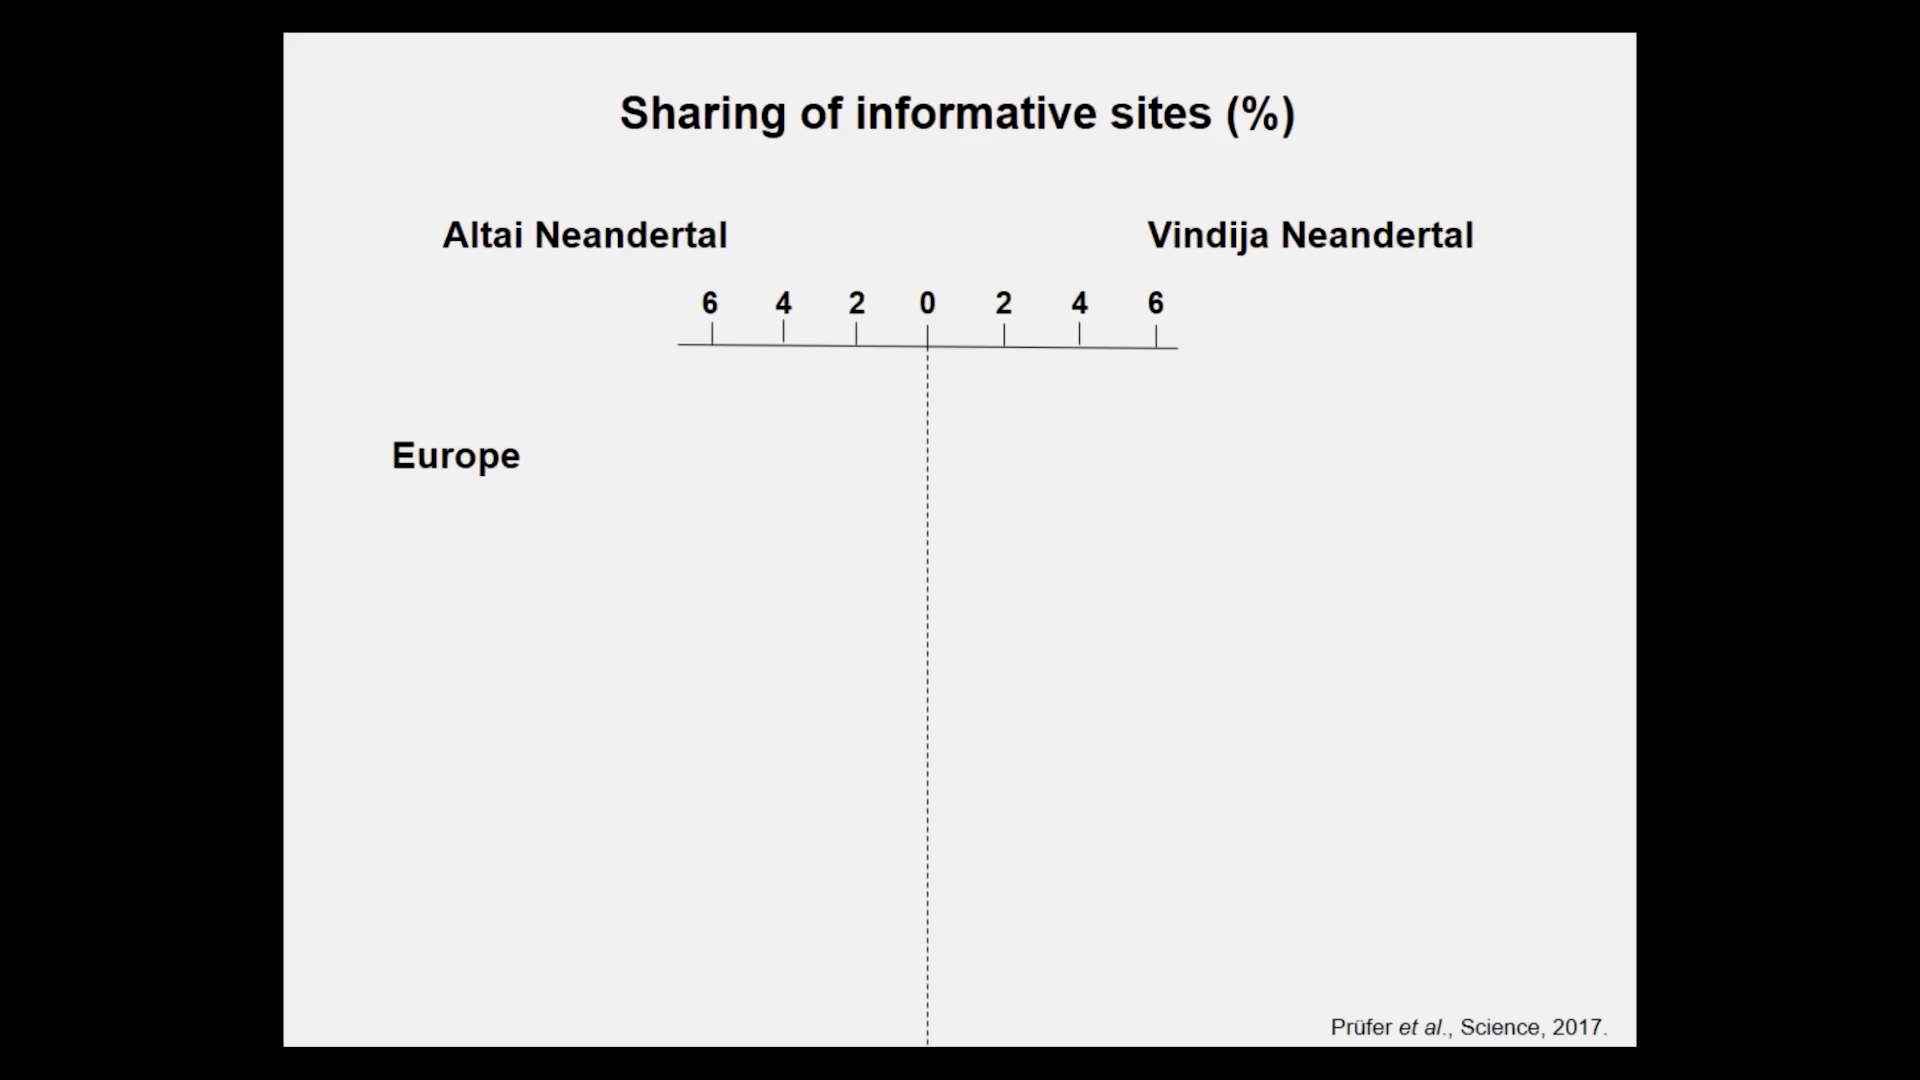 Sharing of informative sites (%)
Altai Neandertal Vindija Neandertal
6 4 2 0 2 4 6
Europe
Prüfer et al., Science, 2017.